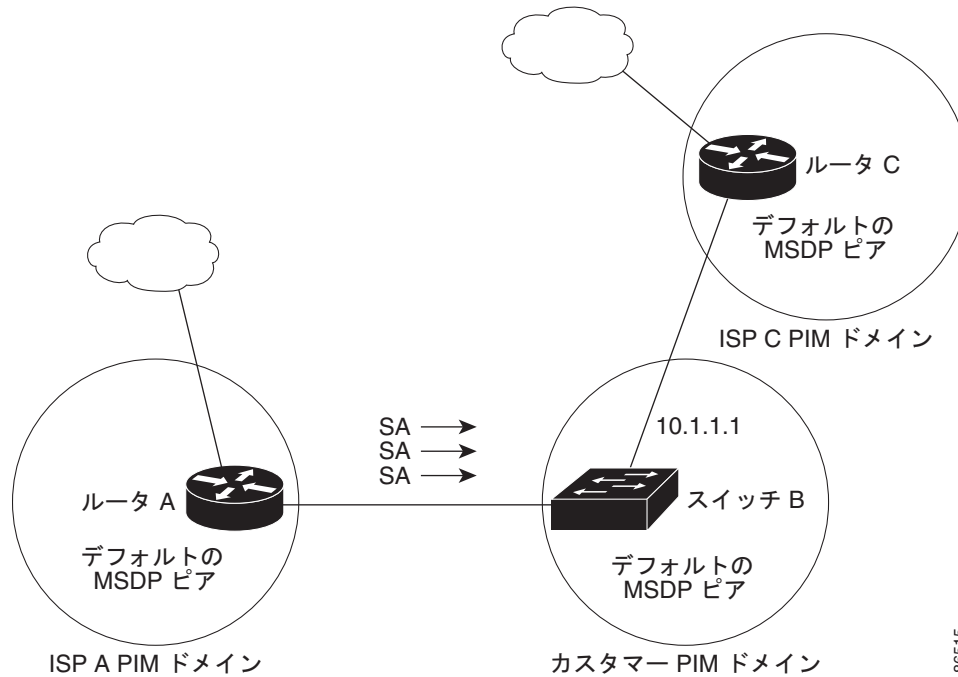 ルータ C
デフォルトの
MSDP ピア
ISP C PIM ドメイン
SA
SA
SA
10.1.1.1
ルータ A
スイッチ B
デフォルトの
MSDP ピア
デフォルトの
MSDP ピア
ISP A PIM ドメイン
カスタマー PIM ドメイン
86515